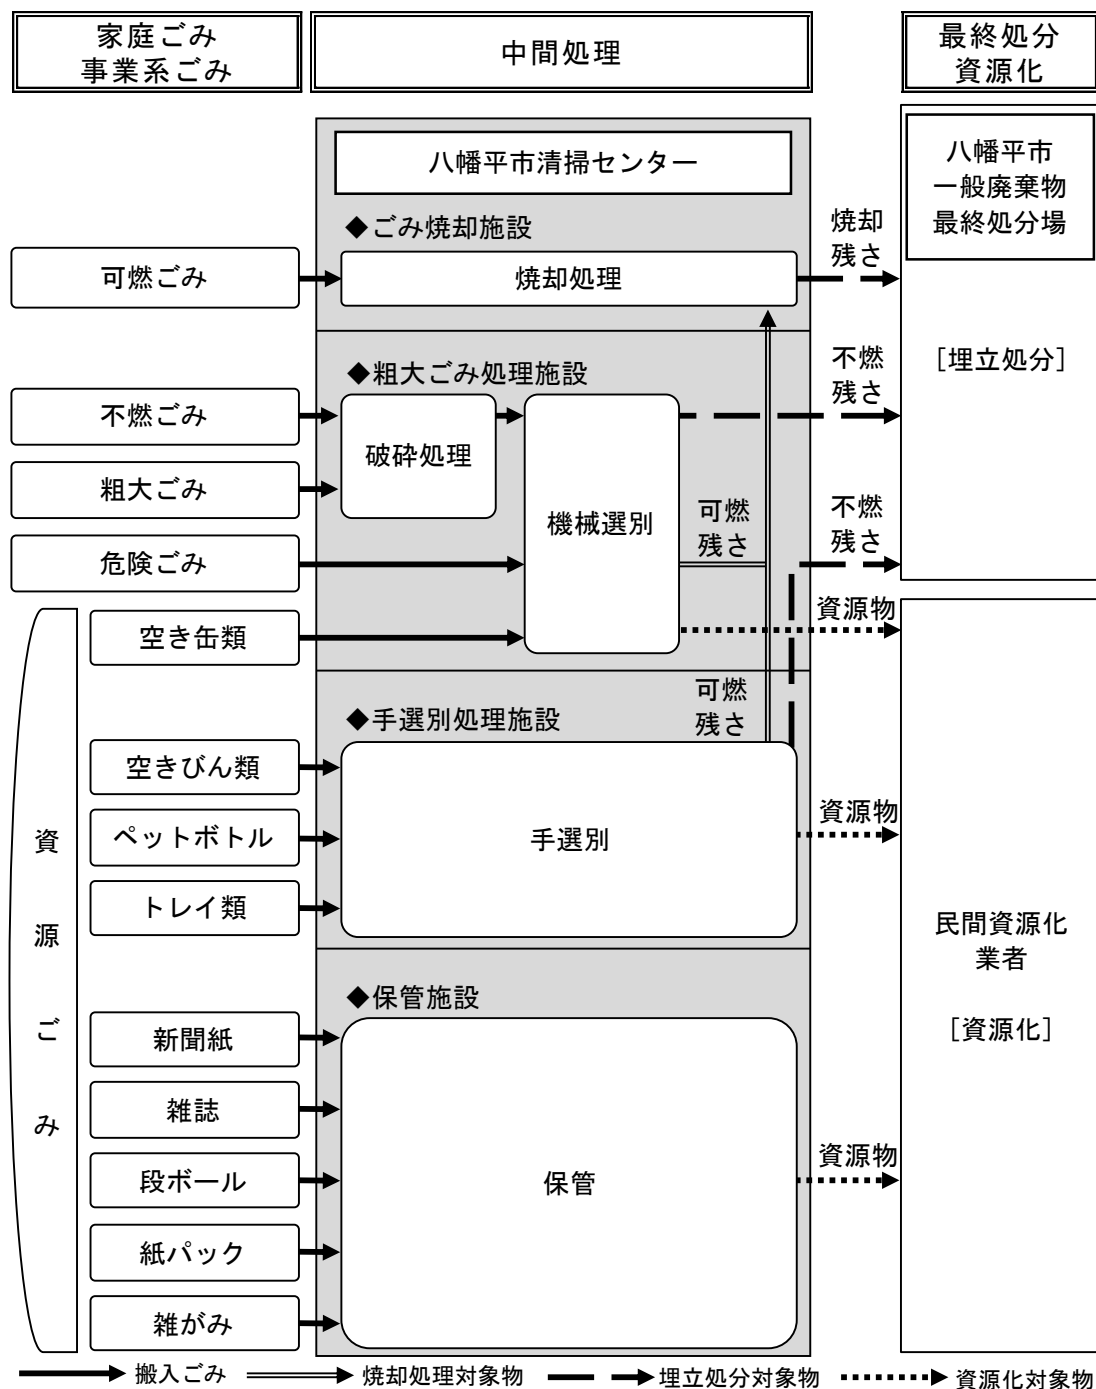 家庭ごみ
事業系ごみ
中間処理
最終処分
資源化
八幡平市清掃センター
八幡平市
一般廃棄物
最終処分場
◆ごみ焼却施設
焼却
残さ
可燃ごみ
焼却処理
[埋立処分]
◆粗大ごみ処理施設
不燃
残さ
不燃ごみ
破砕処理
粗大ごみ
機械選別
可燃
残さ
不燃
残さ
危険ごみ
資源物
空き缶類
可燃
残さ
◆手選別処理施設
空きびん類
資源物
ペットボトル
手選別
トレイ類
資源ごみ
民間資源化
業者
[資源化]
◆保管施設
新聞紙
雑誌
資源物
段ボール
保管
紙パック
雑がみ
搬入ごみ
焼却処理対象物
埋立処分対象物
資源化対象物